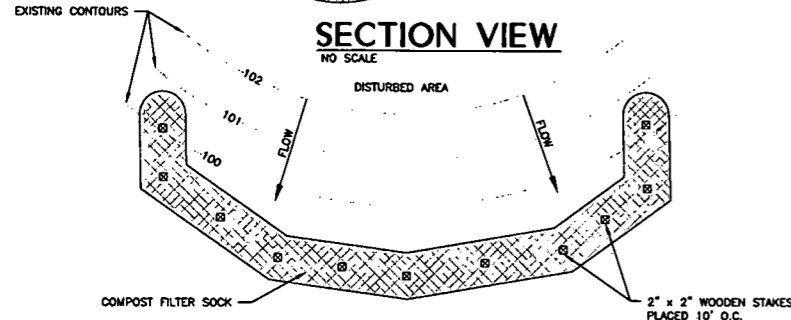 EXISTING CONTOURS
SECTION VIEW
NO SCALE
DISTURBED AREA
102
101
100
FLOW
FLOW
COMPOST FILTER SOCK
2" x 2" WOODEN STAKES
PLACED 10' O.C.